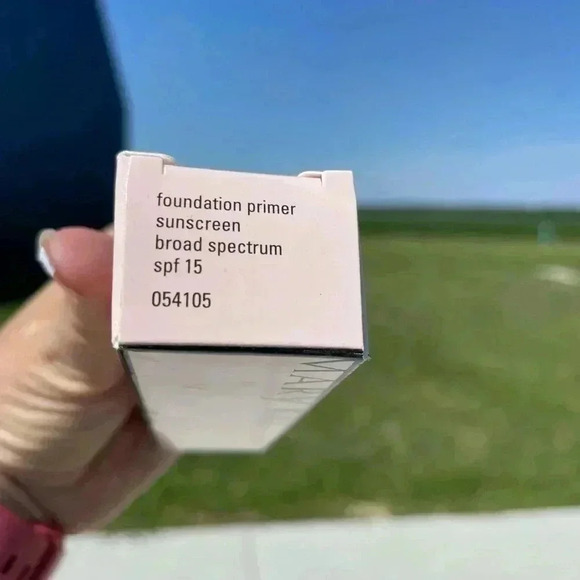 foundation primer
sunscreen
broad spectrum
spf 15
054105